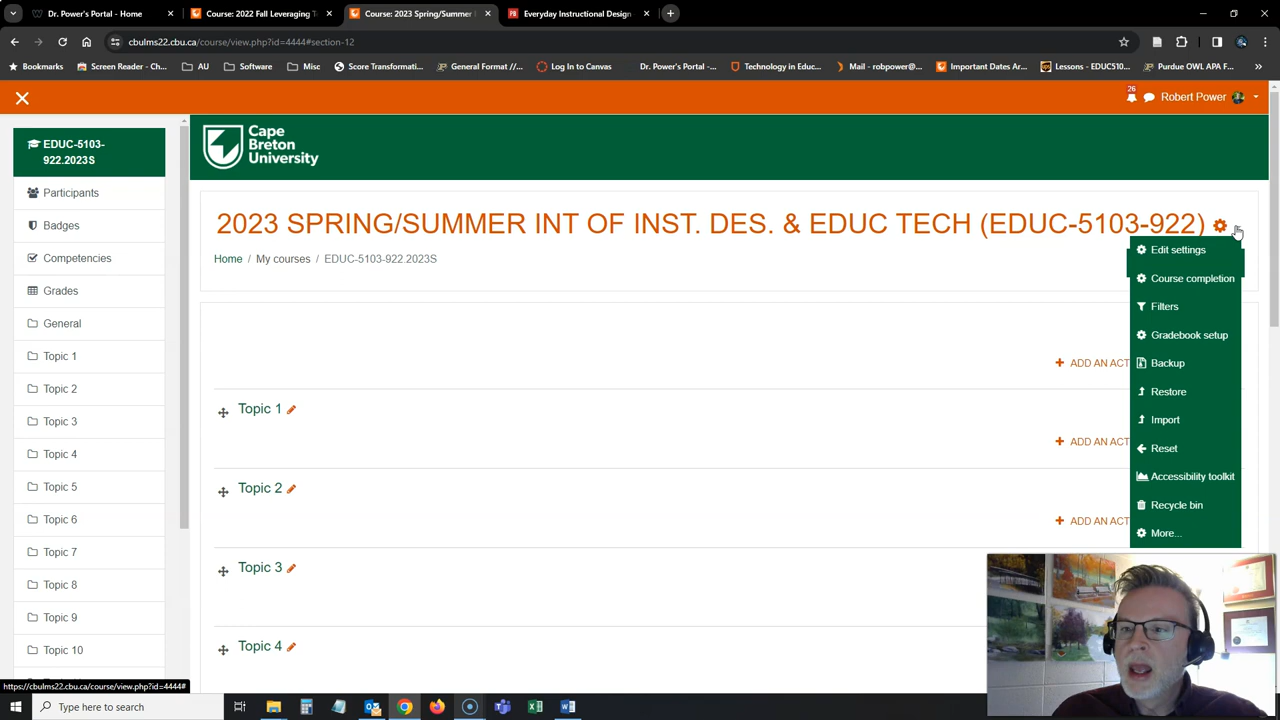 Dr. Power's Portal - Home
Course: 2022 Fall Leveraging T
Course: 2023 Spring/Summer
Everyday Instructional Design
cbulms22.cbu.ca/course/view.php?id=4444#section-12
Bookmarks
Screen Reader - Ch...
AU
Software
Misc
Score Transformati...
General Format //...
Log In to Canvas
Dr. Power's Portal -...
Technology in Educ...
Mail - robpower@...
Important Dates Ar...
Lessons - EDUC510...
Purdue OWL APA F...
»
26
Robert Power
EDUC-5103-
922.2023S
Participants
Badges
Competencies
Grades
General
Topic 1
Topic 2
Topic 3
Topic 4
Topic 5
Topic 6
Topic 7
Topic 8
Topic 9
Topic 10
Cape
Breton
University
2023 SPRING/SUMMER INT OF INST. DES. & EDUC TECH (EDUC-5103-922)
Home / My courses / EDUC-5103-922.2023S
Edit settings
Course completion
Filters
Gradebook setup
Backup
Restore
Import
Reset
Accessibility toolkit
Recycle bin
More...
+ ADD AN ACT
Topic 1
+ ADD AN ACT
Topic 2
+ ADD AN ACT
Topic 3
Topic 4
https://cbulms22.cbu.ca/course/view.php?id=4444#
Type here to search